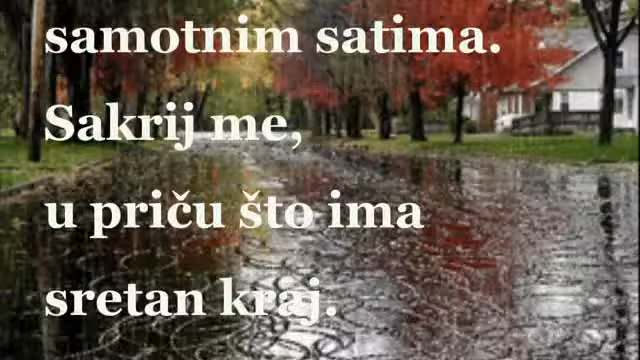 samotnim satima.
Sakrij me,
u priču što ima
sretan kraj.